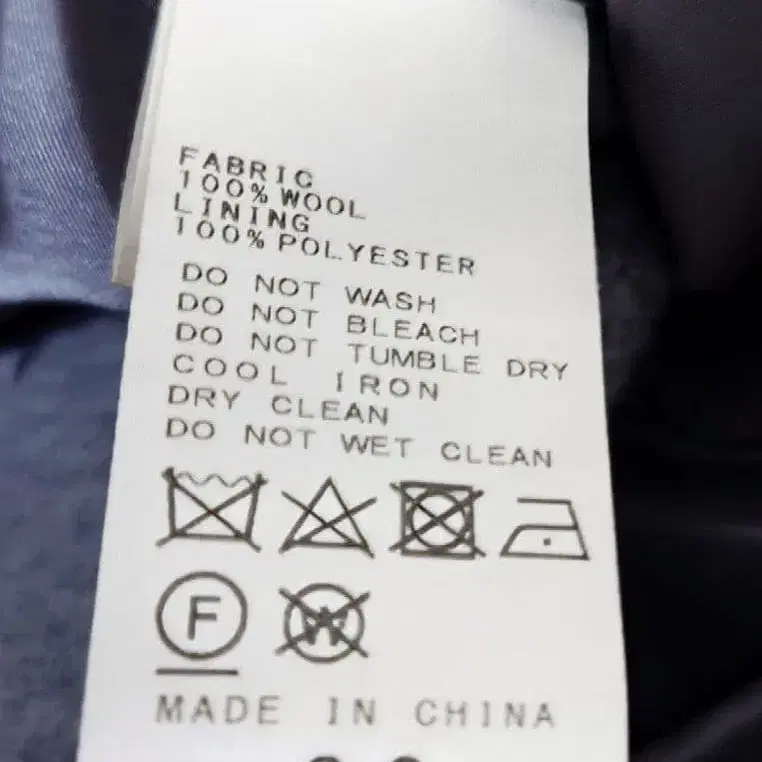 FABRIC
100% WOOL
LINING
100% POLYESTER
DO NOT WASH
DO NOT BLEACH
DO NOT TUMBLE DRY
COOL IRON
DRY CLEAN
DO NOT WET CLEAN
F W
MADE IN CHINA